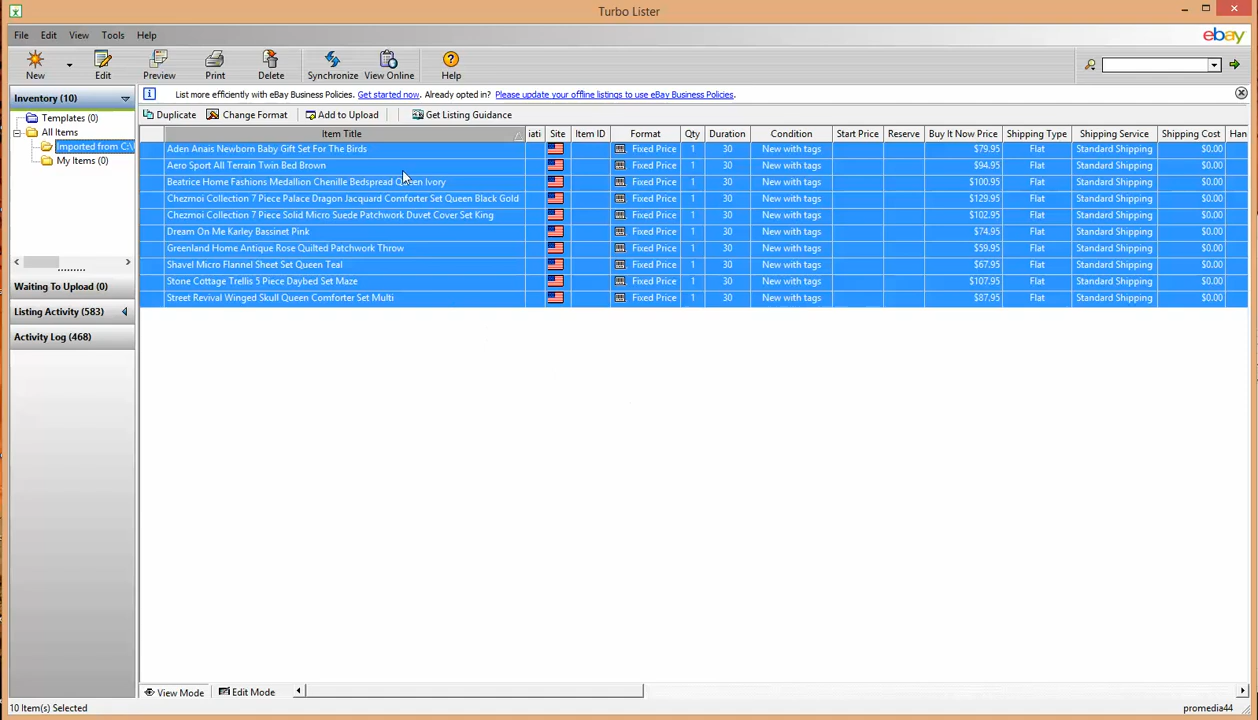 Turbo Lister
File Edit View Tools Help
ebay
New Edit Preview Print Delete Synchronize View Online Help
Inventory (10)
List more efficiently with eBay Business Policies. Get started now. Already opted in? Please update your offline listings to use eBay Business Policies.
Templates (0)
All Items
Imported from C:\
My Items (0)
Waiting To Upload (0)
Listing Activity (583)
Activity Log (468)
Duplicate Change Format Add to Upload Get Listing Guidance
Item Title iati Site Item ID Format Qty Duration Condition Start Price Reserve Buy It Now Price Shipping Type Shipping Service Shipping Cost Han
Aden Anais Newborn Baby Gift Set For The Birds Fixed Price 1 30 New with tags $79.95 Flat Standard Shipping $0.00
Aero Sport All Terrain Twin Bed Brown Fixed Price 1 30 New with tags $94.95 Flat Standard Shipping $0.00
Beatrice Home Fashions Medallion Chenille Bedspread Queen Ivory Fixed Price 1 30 New with tags $100.95 Flat Standard Shipping $0.00
Chezmoi Collection 7 Piece Palace Dragon Jacquard Comforter Set Queen Black Gold Fixed Price 1 30 New with tags $129.95 Flat Standard Shipping $0.00
Chezmoi Collection 7 Piece Solid Micro Suede Patchwork Duvet Cover Set King Fixed Price 1 30 New with tags $102.95 Flat Standard Shipping $0.00
Dream On Me Karley Bassinet Pink Fixed Price 1 30 New with tags $74.95 Flat Standard Shipping $0.00
Greenland Home Antique Rose Quilted Patchwork Throw Fixed Price 1 30 New with tags $59.95 Flat Standard Shipping $0.00
Shavel Micro Flannel Sheet Set Queen Teal Fixed Price 1 30 New with tags $67.95 Flat Standard Shipping $0.00
Stone Cottage Trellis 5 Piece Daybed Set Maze Fixed Price 1 30 New with tags $107.95 Flat Standard Shipping $0.00
Street Revival Winged Skull Queen Comforter Set Multi Fixed Price 1 30 New with tags $87.95 Flat Standard Shipping $0.00
View Mode Edit Mode
10 Item(s) Selected promedia44